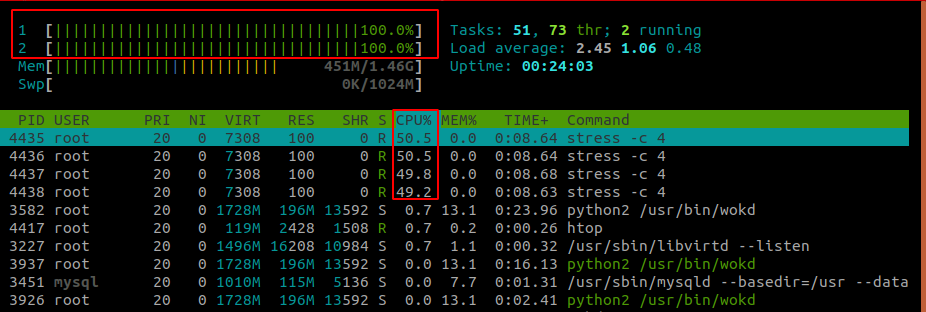 1 [||||||||||||||||||||||||||||||||||100.0%] Tasks: 51, 73 thr; 2 running
2 [||||||||||||||||||||||||||||||||||100.0%] Load average: 2.45 1.06 0.48
Mem[|||||||||||||||||||||||||     451M/1.46G] Uptime: 00:24:03
Swp[     0K/1024M]
PID USER PRI NI VIRT RES SHR S CPU% MEM% TIME+ Command
4435 root 20 0 7308 100 0 R 50.5 0.0 0:08.64 stress -c 4
4436 root 20 0 7308 100 0 R 50.5 0.0 0:08.64 stress -c 4
4437 root 20 0 7308 100 0 R 49.8 0.0 0:08.68 stress -c 4
4438 root 20 0 7308 100 0 R 49.2 0.0 0:08.63 stress -c 4
3582 root 20 0 1728M 196M 13592 S 0.7 13.1 0:23.96 python2 /usr/bin/wokd
4417 root 20 0 119M 2428 1508 R 0.7 0.2 0:00.26 htop
3227 root 20 0 1496M 16208 10984 S 0.7 1.1 0:00.32 /usr/sbin/libvirtd --listen
3937 root 20 0 1728M 196M 13592 S 0.0 13.1 0:16.13 python2 /usr/bin/wokd
3451 mysql 20 0 1010M 115M 5136 S 0.0 7.7 0:01.31 /usr/sbin/mysqld --basedir=/usr --data
3926 root 20 0 1728M 196M 13592 S 0.0 13.1 0:02.41 python2 /usr/bin/wokd